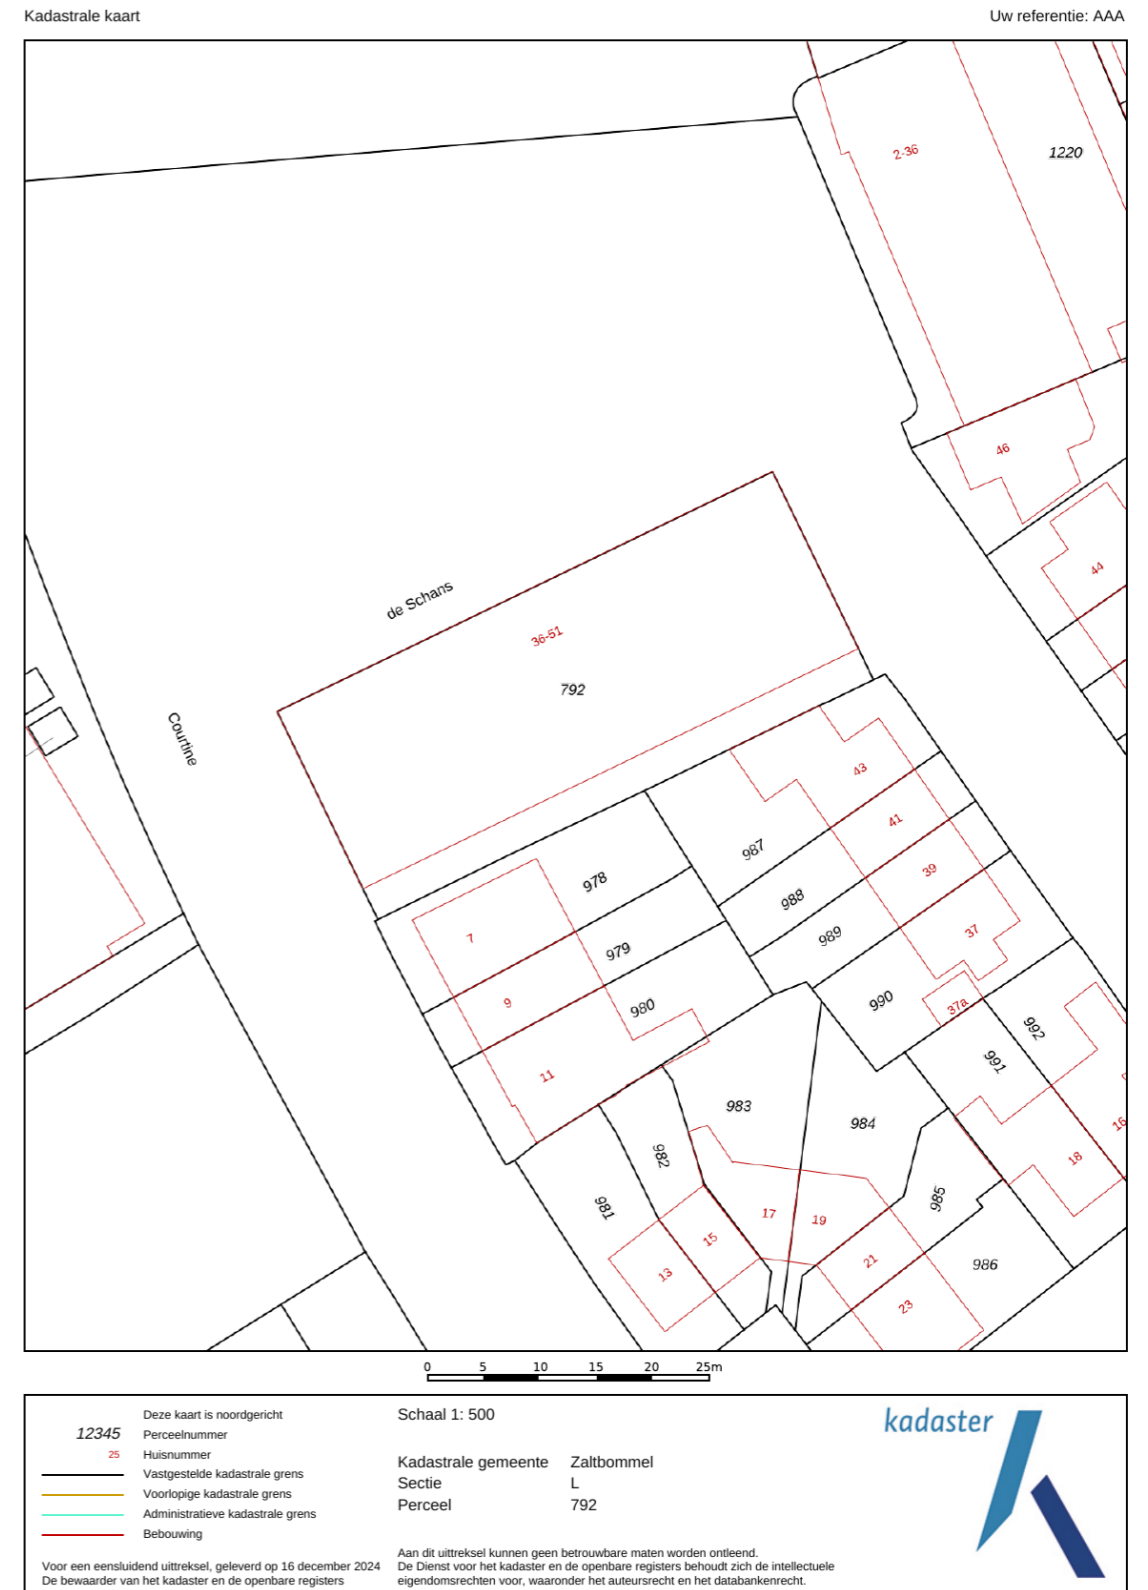 Kadastrale kaart
Uw referentie: AAA
2-36
1220
46
44
de Schans
36-51
792
Courtine
43
41
987
39
978
988
37
7
989
979
9
980
990
37a
992
991
11
983
984
16
982
18
985
981
17
19
15
21
986
13
23
0 5 10 15 20 25m
Deze kaart is noordgericht
12345 Perceelnummer
25 Huisnummer
Vastgestelde kadastrale grens
Voorlopige kadastrale grens
Administratieve kadastrale grens
Bebouwing
Voor een eensluidend uittreksel, geleverd op 16 december 2024
De bewaarder van het kadaster en de openbare registers
Schaal 1: 500
Kadastrale gemeente Zaltbommel
Sectie L
Perceel 792
Aan dit uittreksel kunnen geen betrouwbare maten worden ontleend.
De Dienst voor het kadaster en de openbare registers behoudt zich de intellectuele
eigendomsrechten voor, waaronder het auteursrecht en het databankenrecht.
kadaster